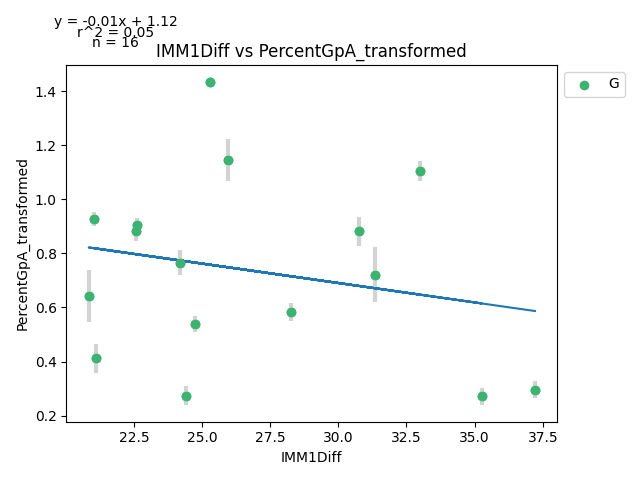 y = -0.01x + 1.12
r^2 = 0.05
n = 16
IMM1Diff vs PercentGpA_transformed
G
PercentGpA_transformed
1.4
1.2
1.0
0.8
0.6
0.4
0.2
22.5 25.0 27.5 30.0 32.5 35.0 37.5
IMM1Diff